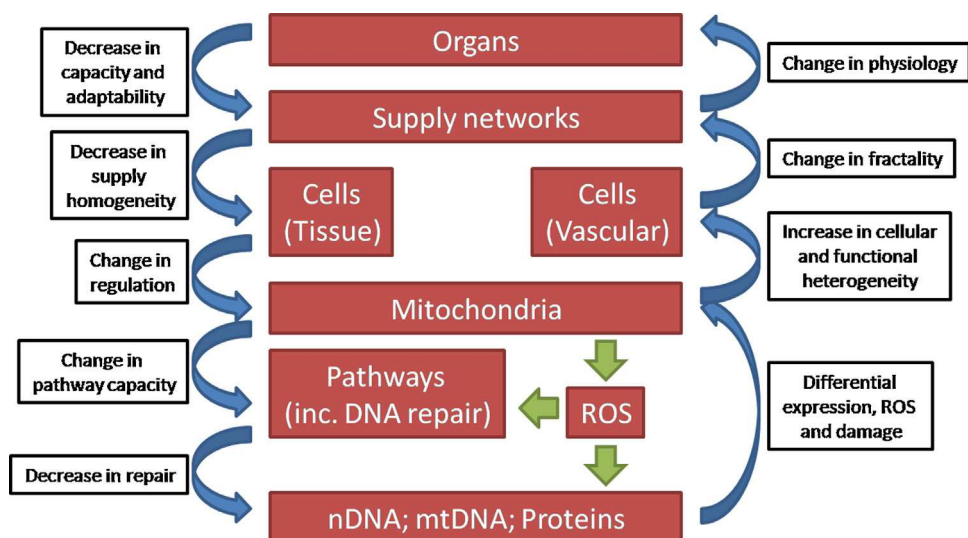 Organs
Supply networks
Cells
(Tissue)
Cells
(Vascular)
Mitochondria
Pathways
(inc. DNA repair)
ROS
nDNA; mtDNA; Proteins
Decrease in
capacity and
adaptability
Decrease in
supply
homogeneity
Change in
regulation
Change in
pathway capacity
Decrease in repair
Change in physiology
Change in fractality
Increase in cellular
and functional
heterogeneity
Differential
expression, ROS
and damage